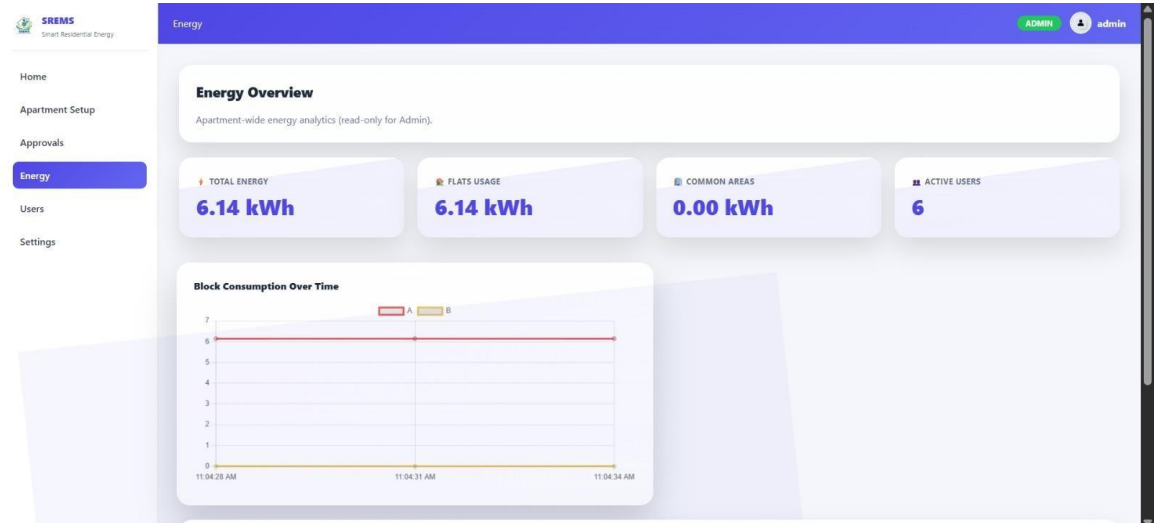 SREMS
Smart Residential Energy
Energy
ADMIN
admin
Home
Apartment Setup
Approvals
Energy
Users
Settings
Energy Overview
Apartment-wide energy analytics (read-only for Admin).
TOTAL ENERGY
6.14 kWh
FLATS USAGE
6.14 kWh
COMMON AREAS
0.00 kWh
ACTIVE USERS
6
Block Consumption Over Time
A B
7
6
5
4
3
2
1
0
11:04:28 AM 11:04:31 AM 11:04:34 AM